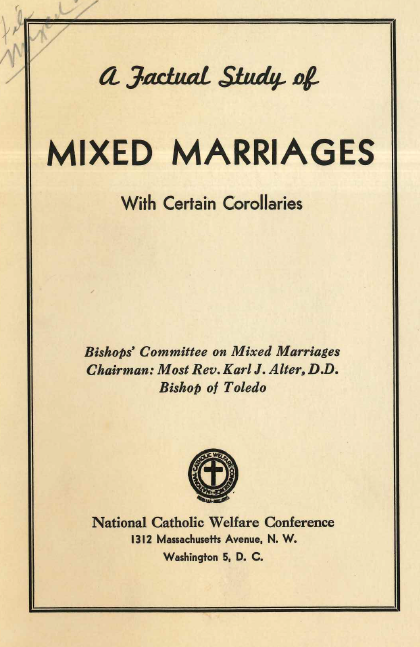 A Factual Study of
MIXED MARRIAGES
With Certain Corollaries
Bishops' Committee on Mixed Marriages
Chairman: Most Rev. Karl J. Alter, D.D.
Bishop of Toledo
National Catholic Welfare Conference
1312 Massachusetts Avenue, N. W.
Washington 5, D. C.